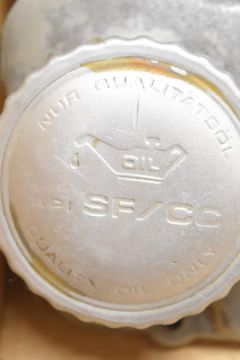 NUR QUALITÄTSÖL
OIL
API SF/CC
QUALITY OIL ONLY